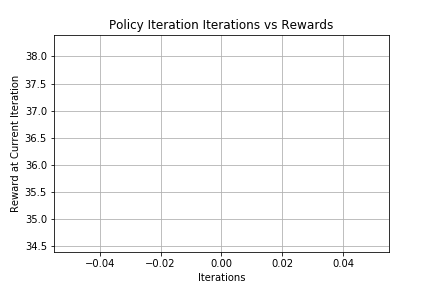 Policy Iteration Iterations vs Rewards
38.0
37.5
37.0
36.5
36.0
35.5
35.0
34.5
Reward at Current Iteration
−0.04 −0.02 0.00 0.02 0.04
Iterations